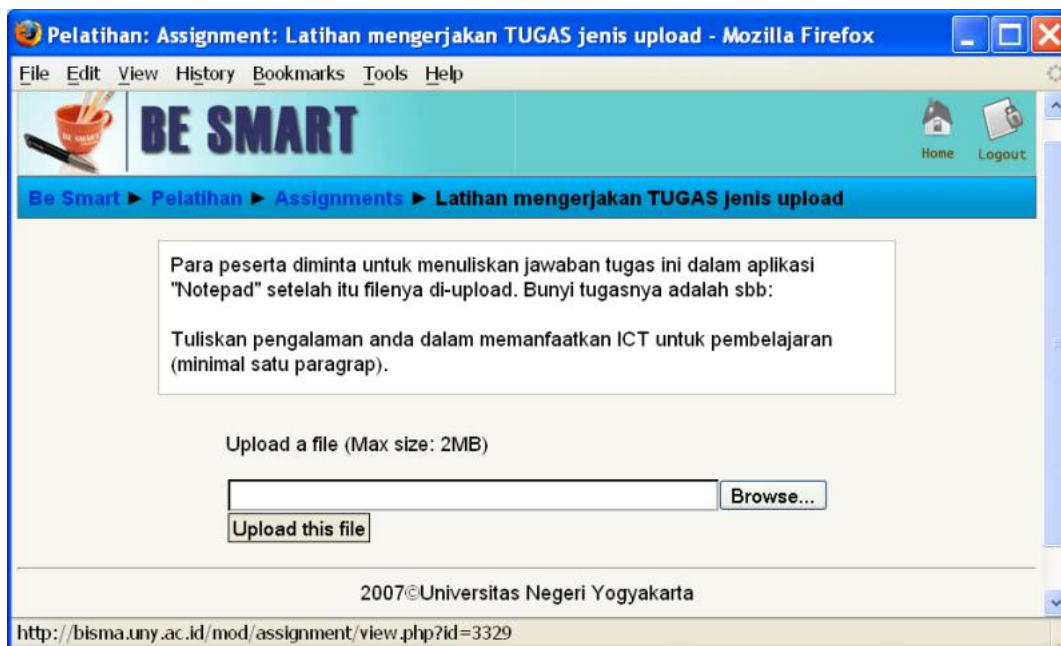 Pelatihan: Assignment: Latihan mengerjakan TUGAS jenis upload - Mozilla Firefox
File Edit View History Bookmarks Tools Help
BE SMART
BE SMART
Home Logout
Be Smart ► Pelatihan ► Assignments ► Latihan mengerjakan TUGAS jenis upload
Para peserta diminta untuk menuliskan jawaban tugas ini dalam aplikasi
"Notepad" setelah itu filenya di-upload. Bunyi tugasnya adalah sbb:
Tuliskan pengalaman anda dalam memanfaatkan ICT untuk pembelajaran
(minimal satu paragrap).
Upload a file (Max size: 2MB)
Browse...
Upload this file
2007©Universitas Negeri Yogyakarta
http://bisma.uny.ac.id/mod/assignment/view.php?id=3329